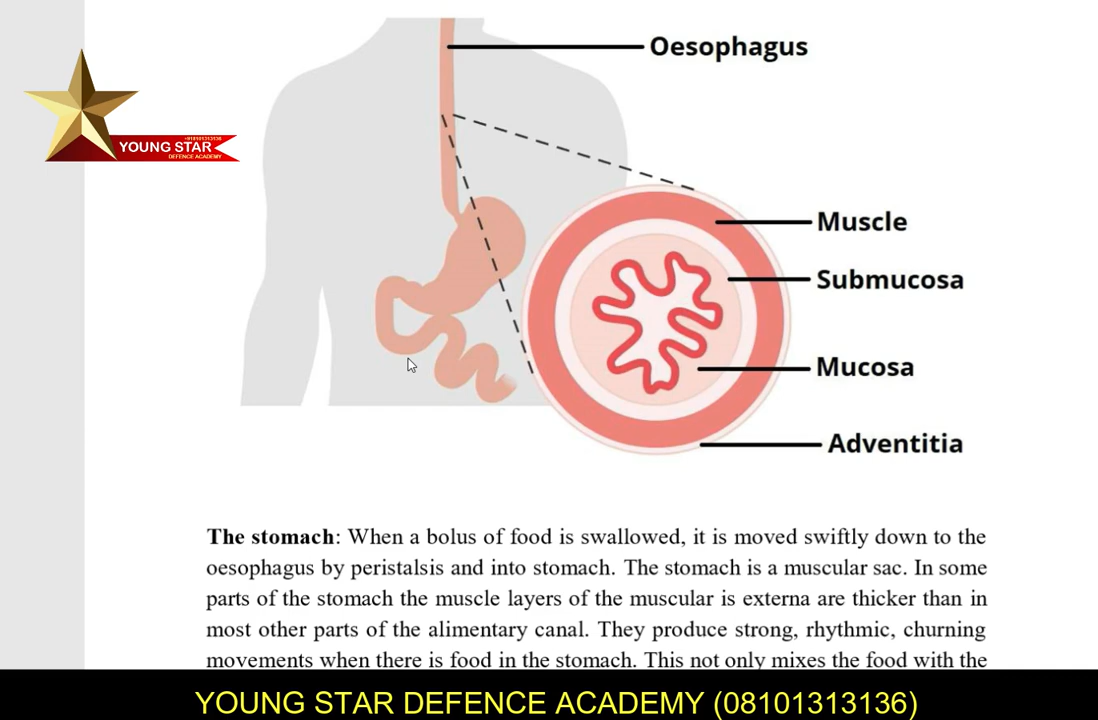 Oesophagus
+918101313136
YOUNG STAR
DEFENCE ACADEMY
Muscle
Submucosa
Mucosa
Adventitia
The stomach: When a bolus of food is swallowed, it is moved swiftly down to the
oesophagus by peristalsis and into stomach. The stomach is a muscular sac. In some
parts of the stomach the muscle layers of the muscular is externa are thicker than in
most other parts of the alimentary canal. They produce strong, rhythmic, churning
movements when there is food in the stomach. This not only mixes the food with the
YOUNG STAR DEFENCE ACADEMY (08101313136)